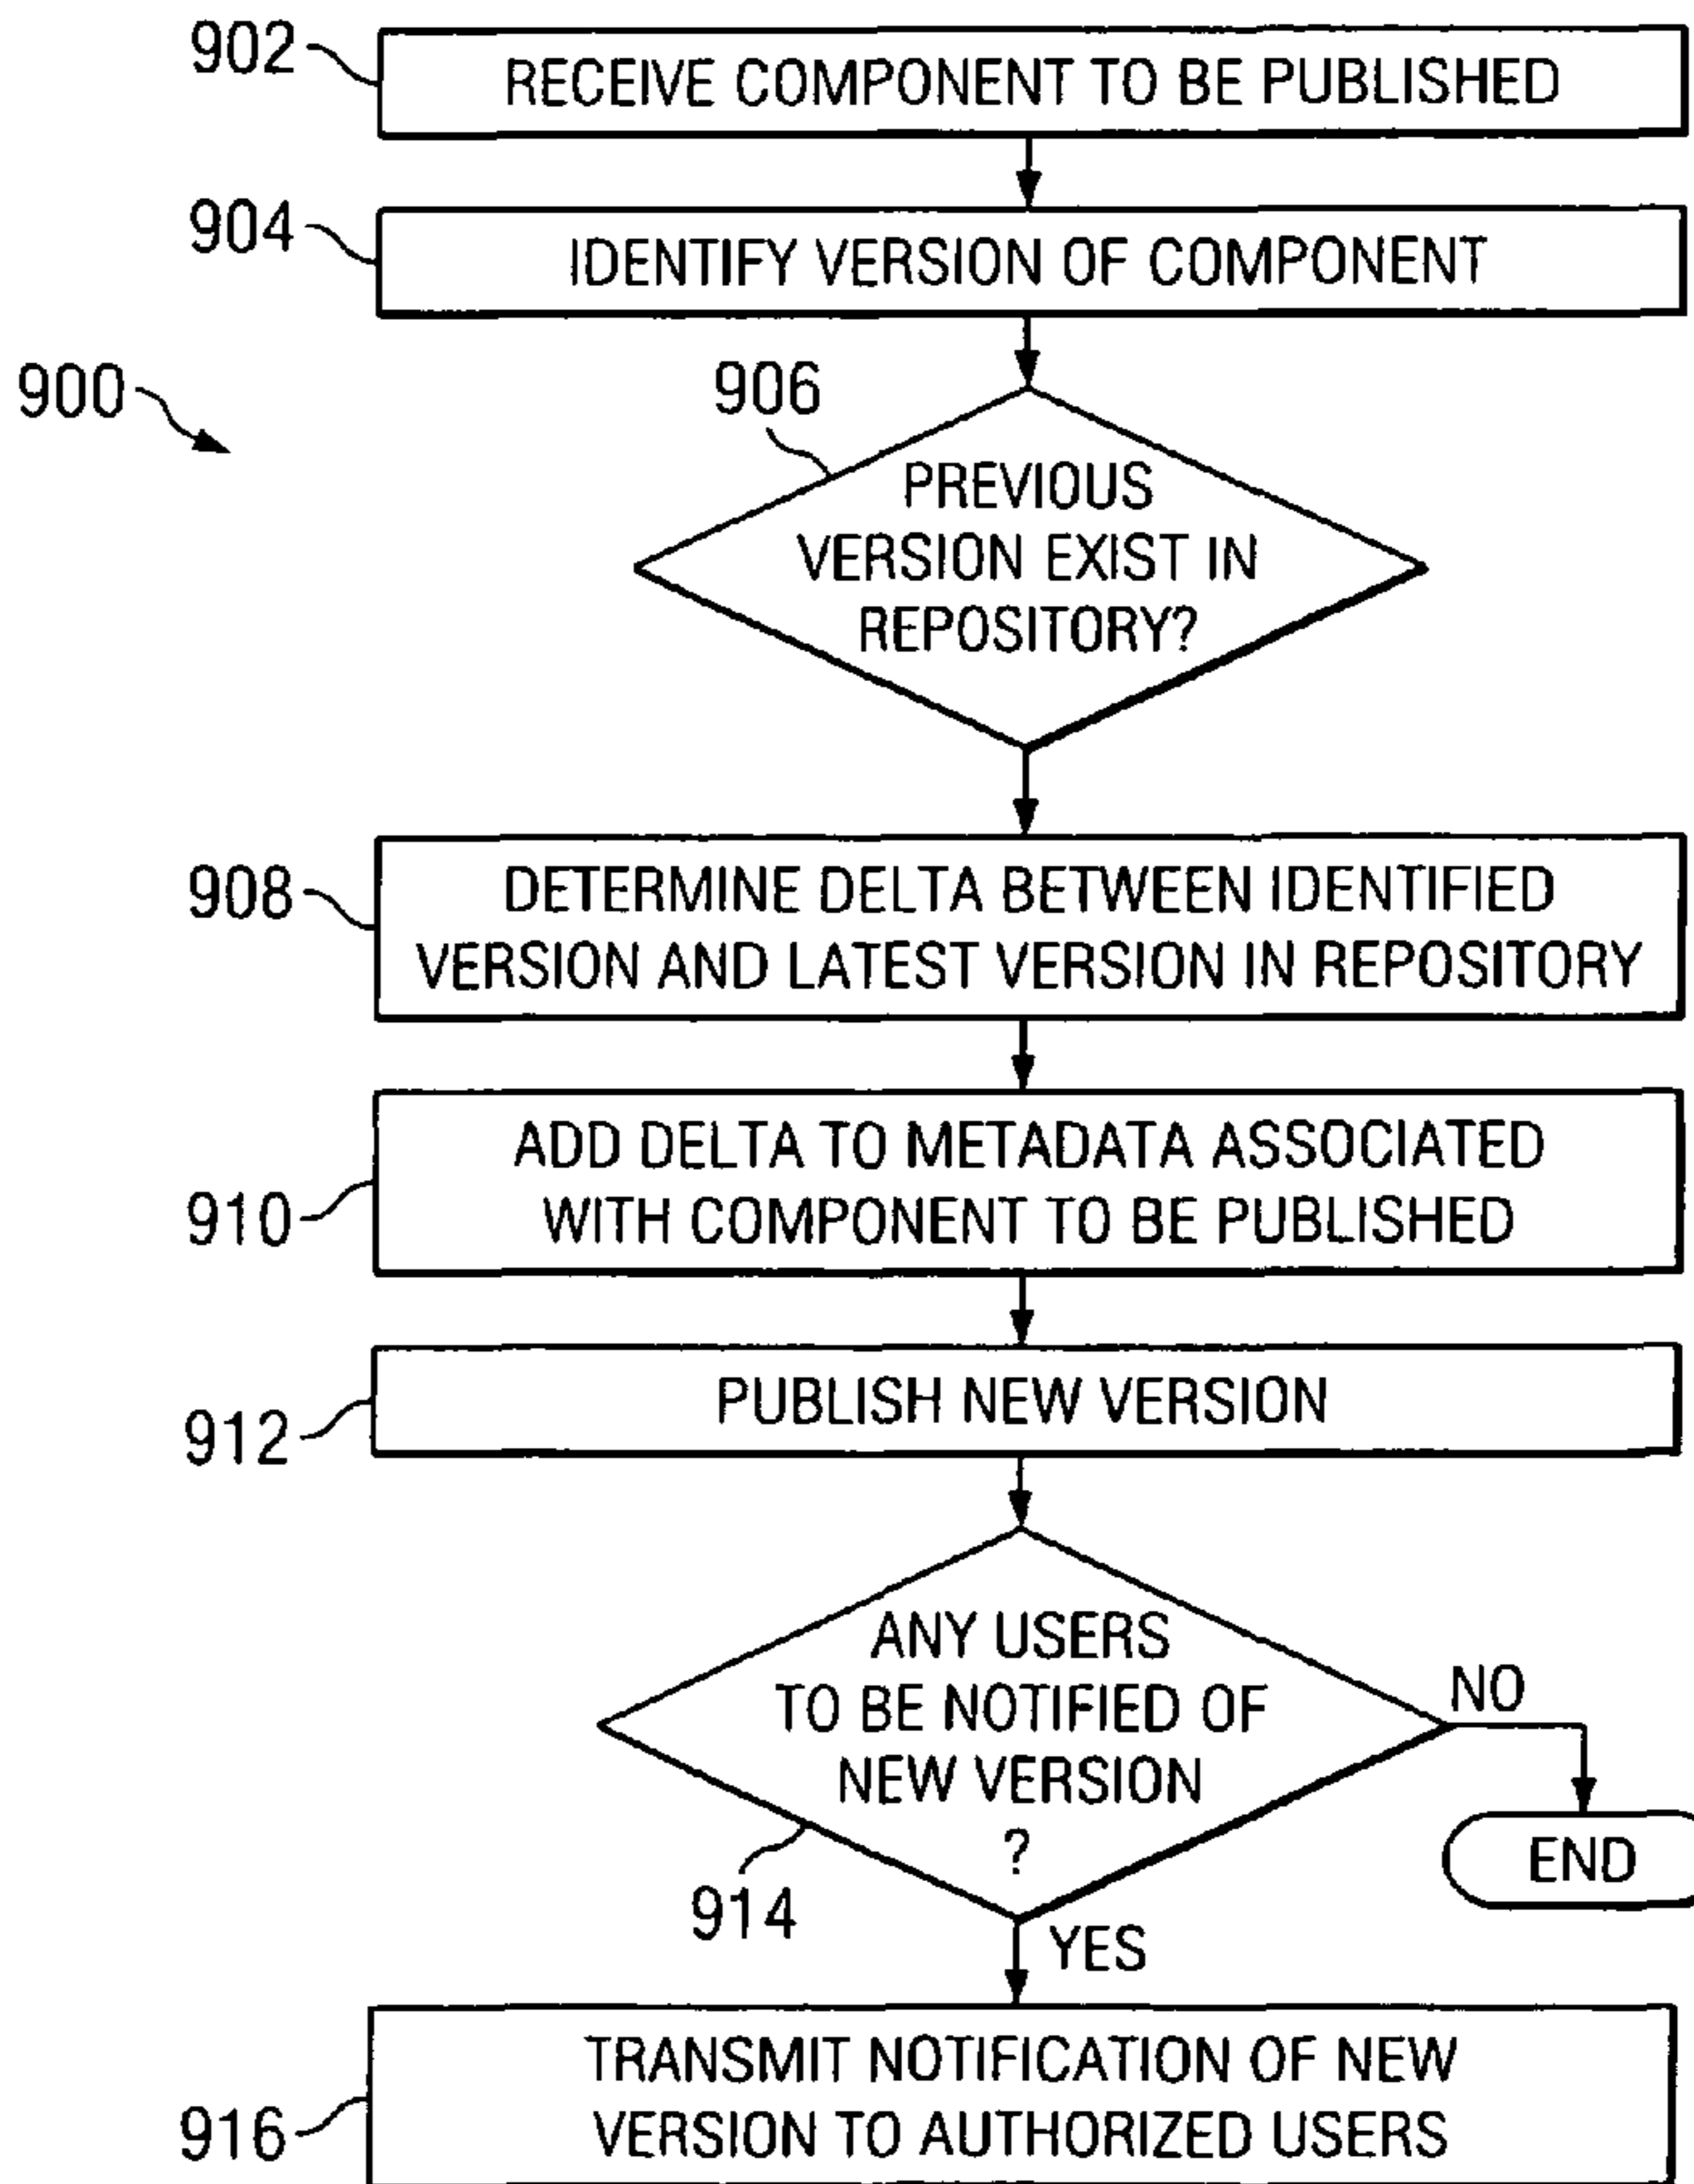 902
RECEIVE COMPONENT TO BE PUBLISHED
904
IDENTIFY VERSION OF COMPONENT
900
906
PREVIOUS
VERSION EXIST IN
REPOSITORY?
908
DETERMINE DELTA BETWEEN IDENTIFIED
VERSION AND LATEST VERSION IN REPOSITORY
910
ADD DELTA TO METADATA ASSOCIATED
WITH COMPONENT TO BE PUBLISHED
912
PUBLISH NEW VERSION
ANY USERS
TO BE NOTIFIED OF
NEW VERSION
?
NO
END
914
YES
916
TRANSMIT NOTIFICATION OF NEW
VERSION TO AUTHORIZED USERS